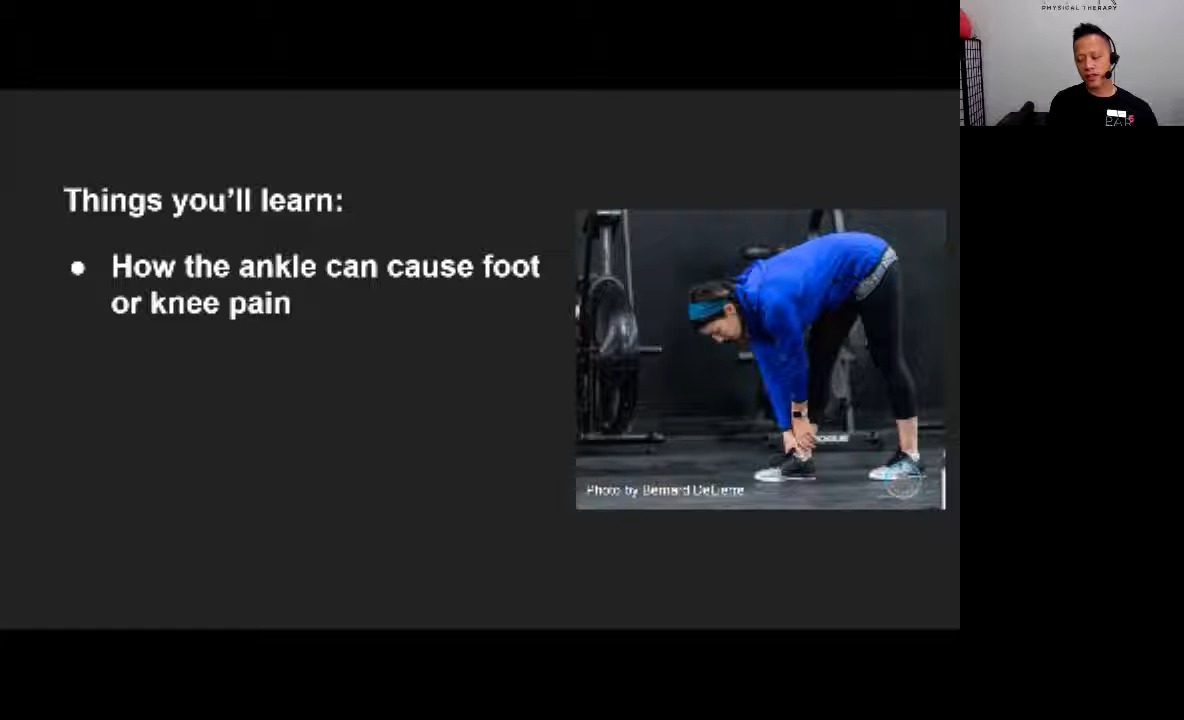 PHYSICAL THERAPY
Things you'll learn:
● How the ankle can cause foot
or knee pain
ROGUE
Photo by Bernard DeLierre